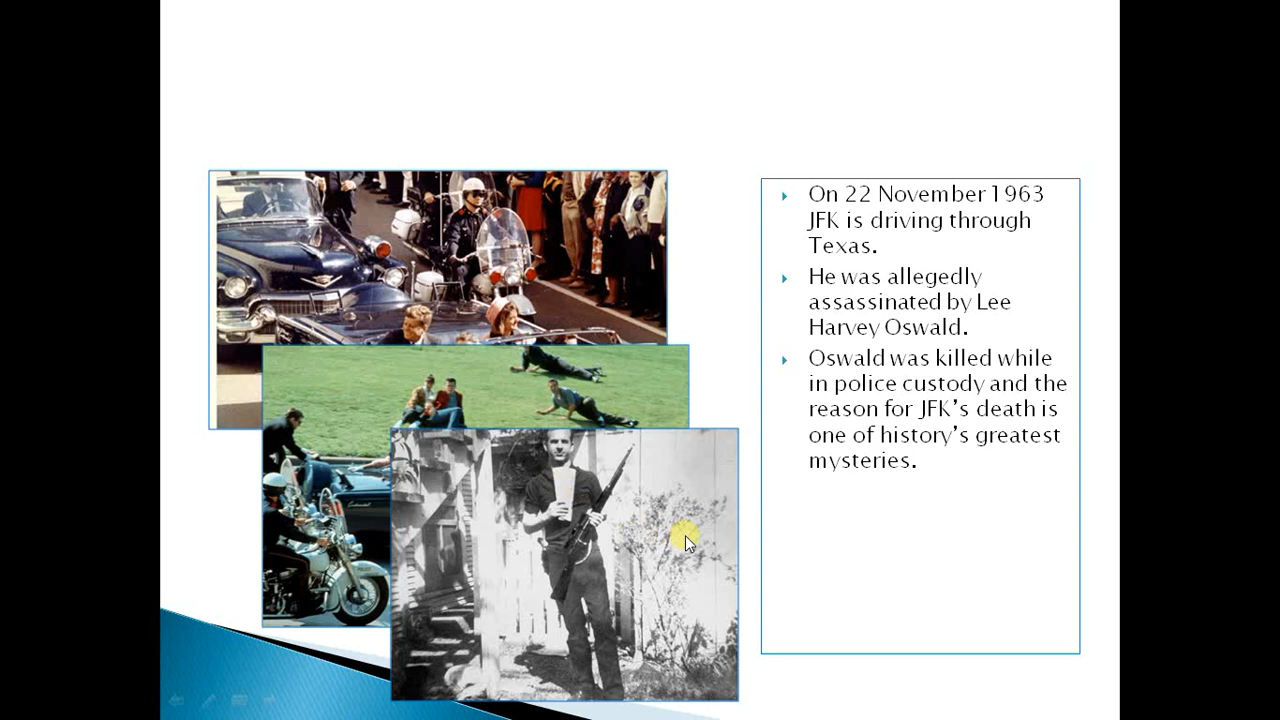 On 22 November 1963
JFK is driving through
Texas.
He was allegedly
assassinated by Lee
Harvey Oswald.
Oswald was killed while
in police custody and the
reason for JFK's death is
one of history's greatest
mysteries.